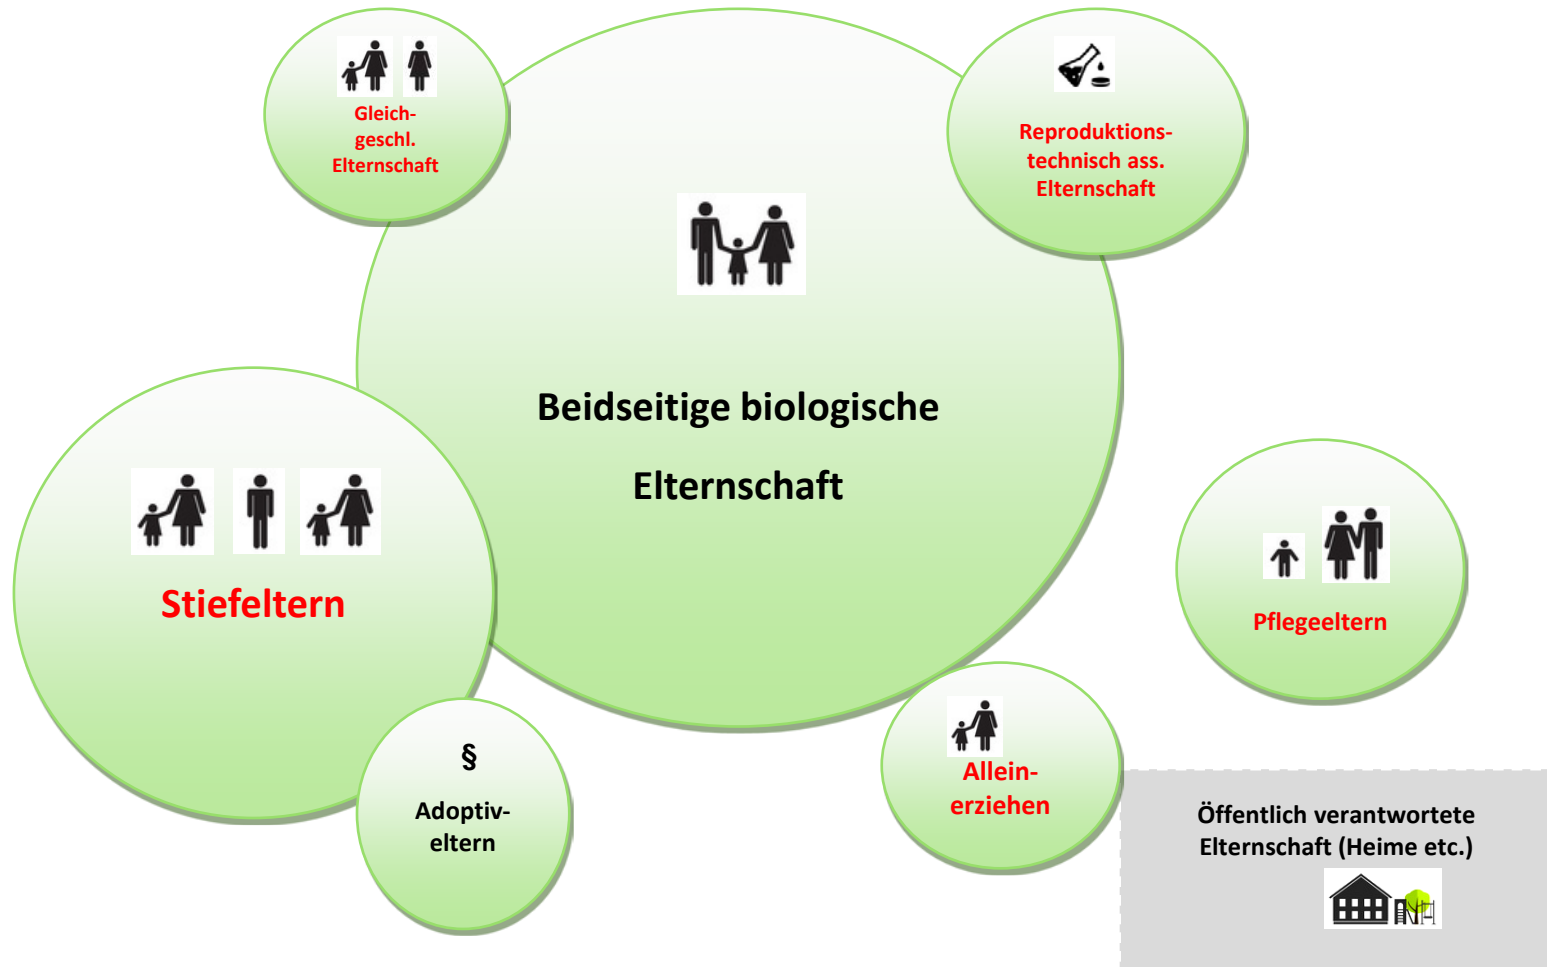 Gleich-
geschl.
Elternschaft
Reproduktions-
technisch ass.
Elternschaft
Beidseitige biologische
Elternschaft
Stiefeltern
Pflegeeltern
§
Adoptiv-
eltern
Allein-
erziehen
Öffentlich verantwortete
Elternschaft (Heime etc.)